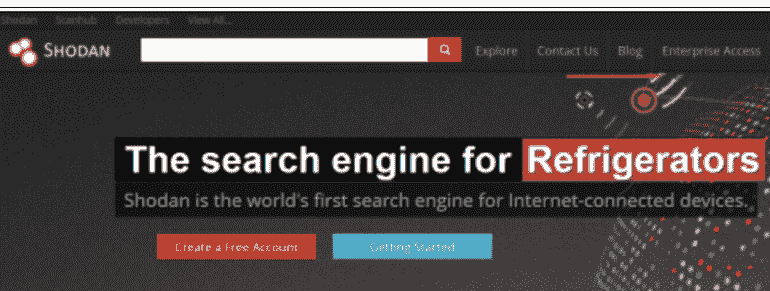 Shodan Scanhub Developers View All...
SHODAN Explore Contact Us Blog Enterprise Access
The search engine for Refrigerators
Shodan is the world's first search engine for Internet-connected devices.
Create a Free Account Getting Started